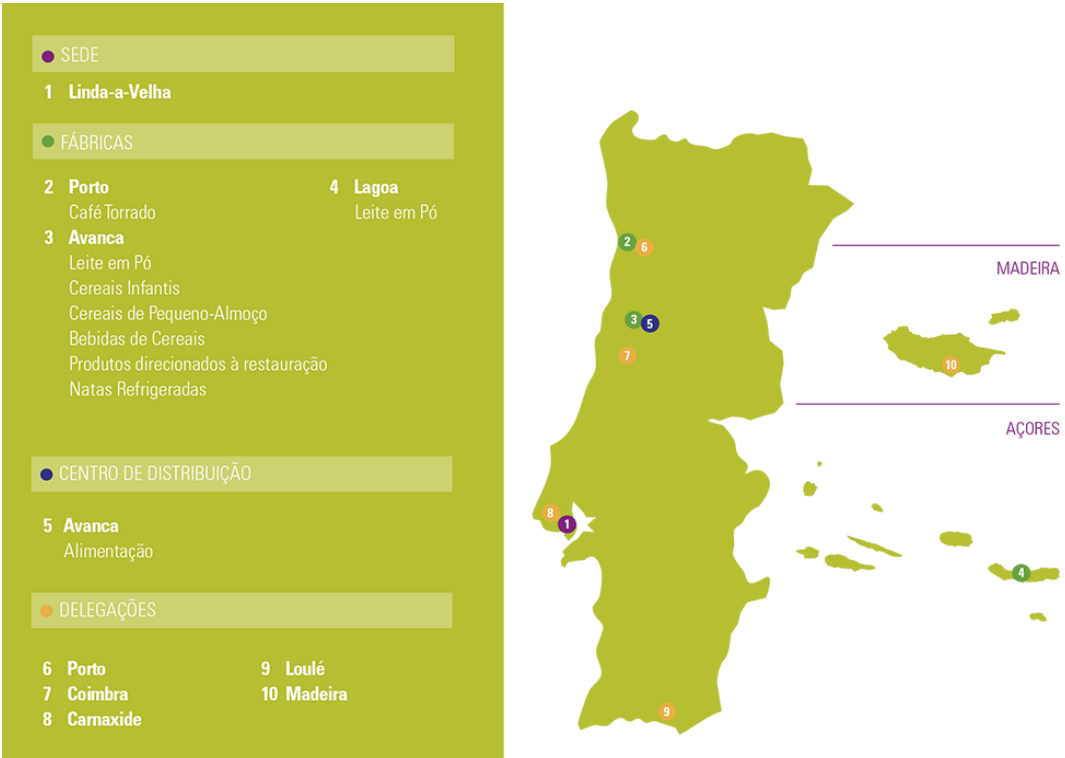 SEDE
1 Linda-a-Velha
FÁBRICAS
2 Porto
Café Torrado
3 Avanca
Leite em Pó
Cereais Infantis
Cereais de Pequeno-Almoço
Bebidas de Cereais
Produtos direcionados à restauração
Natas Refrigeradas
4 Lagoa
Leite em Pó
CENTRO DE DISTRIBUIÇÃO
5 Avanca
Alimentação
DELEGAÇÕES
6 Porto
7 Coimbra
8 Carnaxide
9 Loulé
10 Madeira
2
6
3
5
7
8
1
9
MADEIRA
10
AÇORES
4